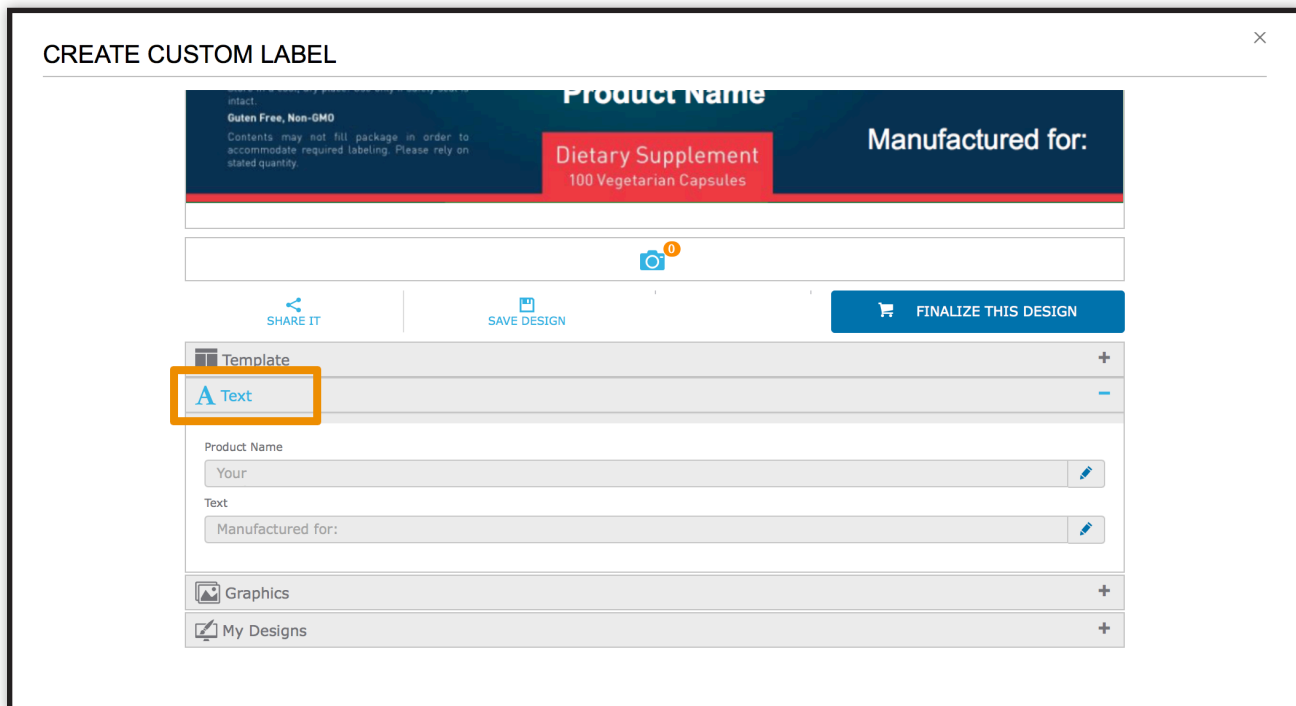 CREATE CUSTOM LABEL
intact.
Guten Free, Non-GMO
Contents may not fill package in order to
accommodate required labeling. Please rely on
stated quantity.
Product Name
Dietary Supplement
100 Vegetarian Capsules
Manufactured for:
0
SHARE IT
SAVE DESIGN
FINALIZE THIS DESIGN
Template
A Text
Product Name
Your
Text
Manufactured for:
Graphics
My Designs